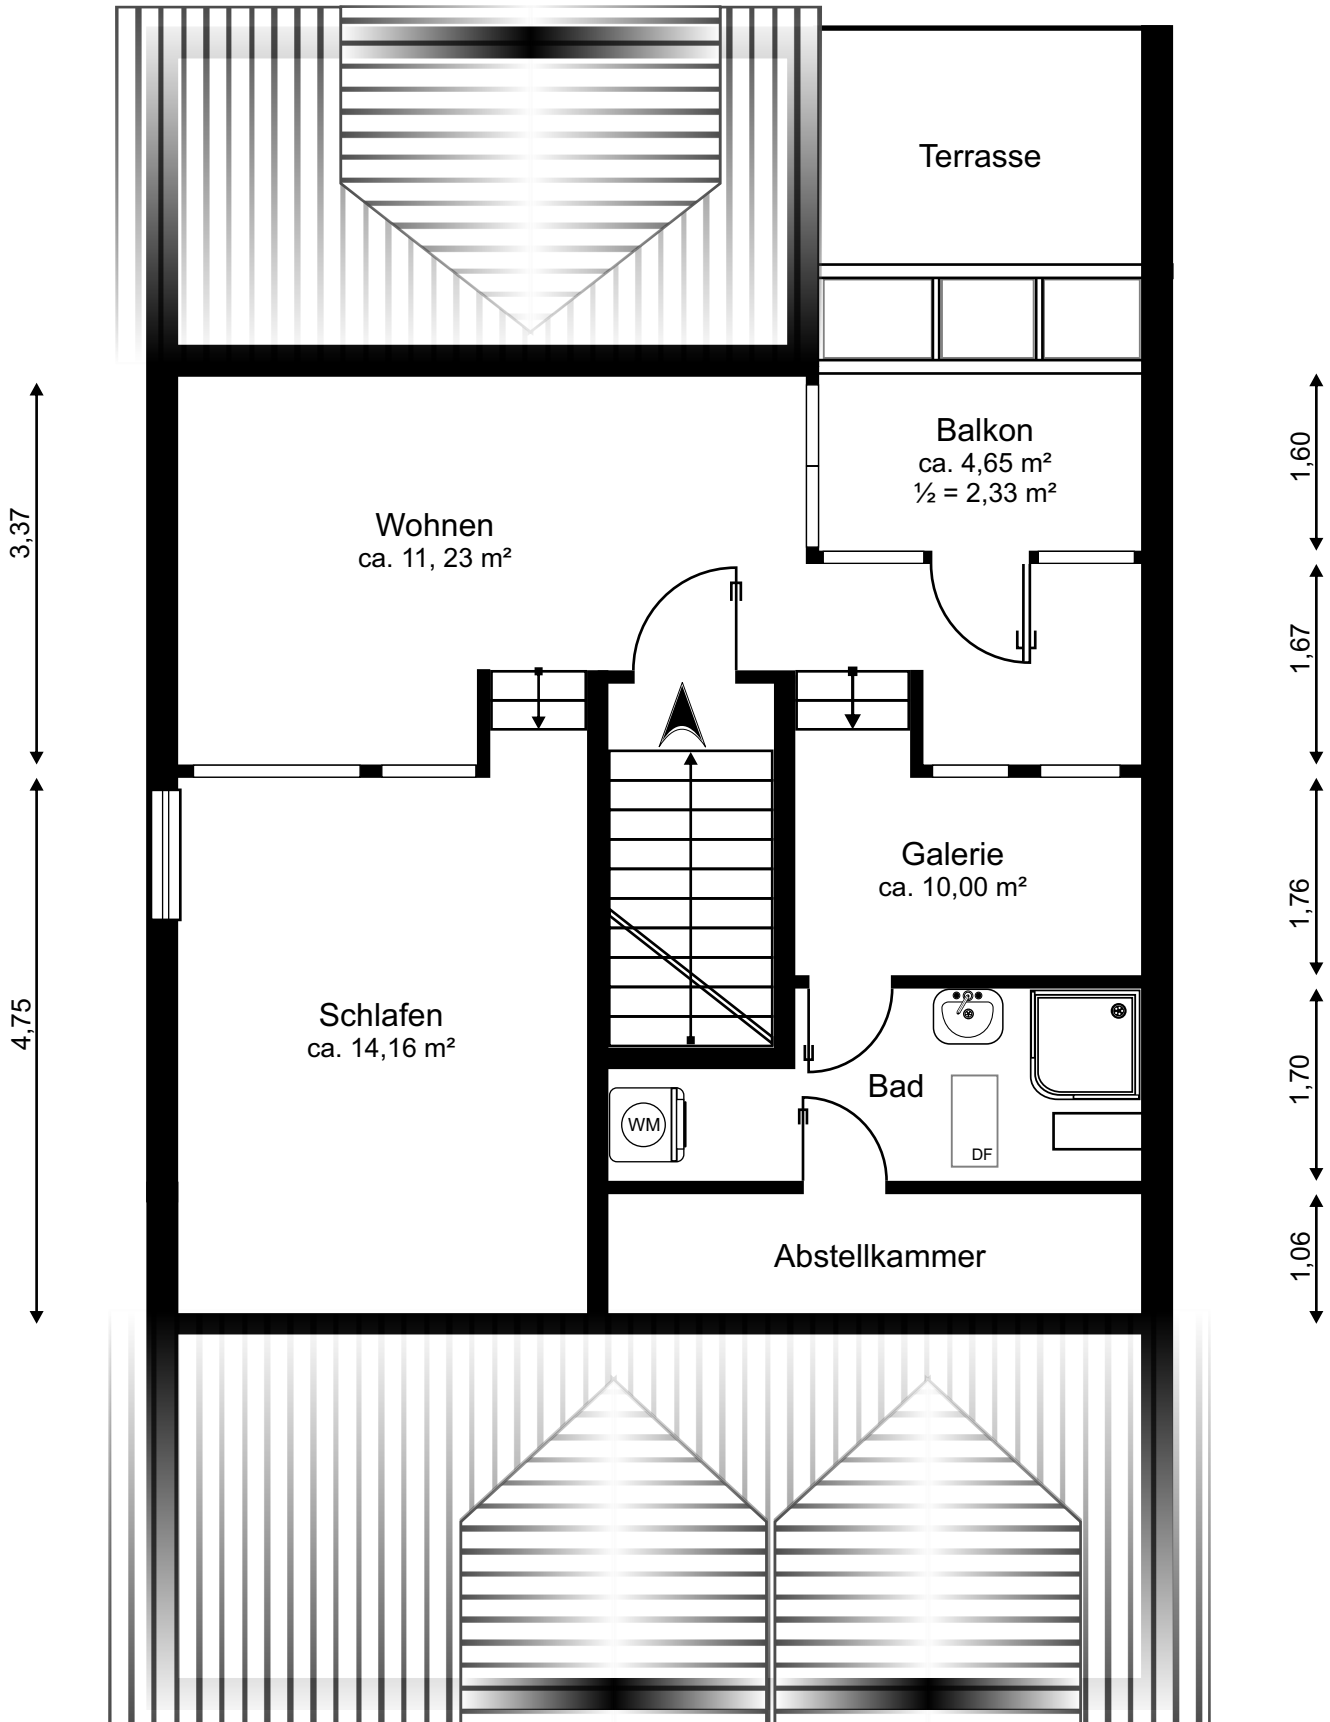 Terrasse
Balkon
ca. 4,65 m²
½ = 2,33 m²
Wohnen
ca. 11, 23 m²
Galerie
ca. 10,00 m²
Schlafen
ca. 14,16 m²
Bad
WM
DF
Abstellkammer
3,37
4,75
1,60
1,67
1,76
1,70
1,06